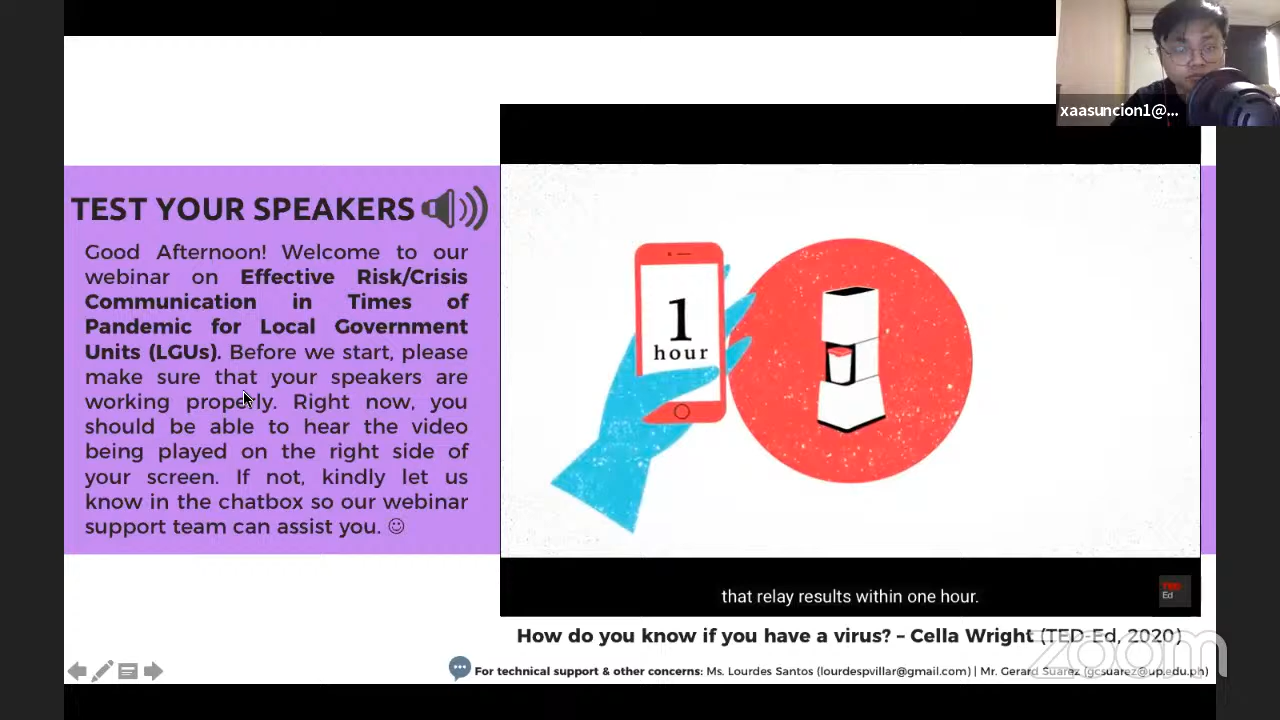 xaasuncion1@...
TEST YOUR SPEAKERS
Good Afternoon! Welcome to our
webinar on Effective Risk/Crisis
Communication in Times of
Pandemic for Local Government
Units (LGUs). Before we start, please
make sure that your speakers are
working properly. Right now, you
should be able to hear the video
being played on the right side of
your screen. If not, kindly let us
know in the chatbox so our webinar
support team can assist you. ☺
1
hour
that relay results within one hour.
TED
Ed
How do you know if you have a virus? – Cella Wright (TED-Ed, 2020)
zoom
For technical support & other concerns: Ms. Lourdes Santos (lourdespvillar@gmail.com) | Mr. Gerard Suarez (gcsuarez@up.edu.ph)